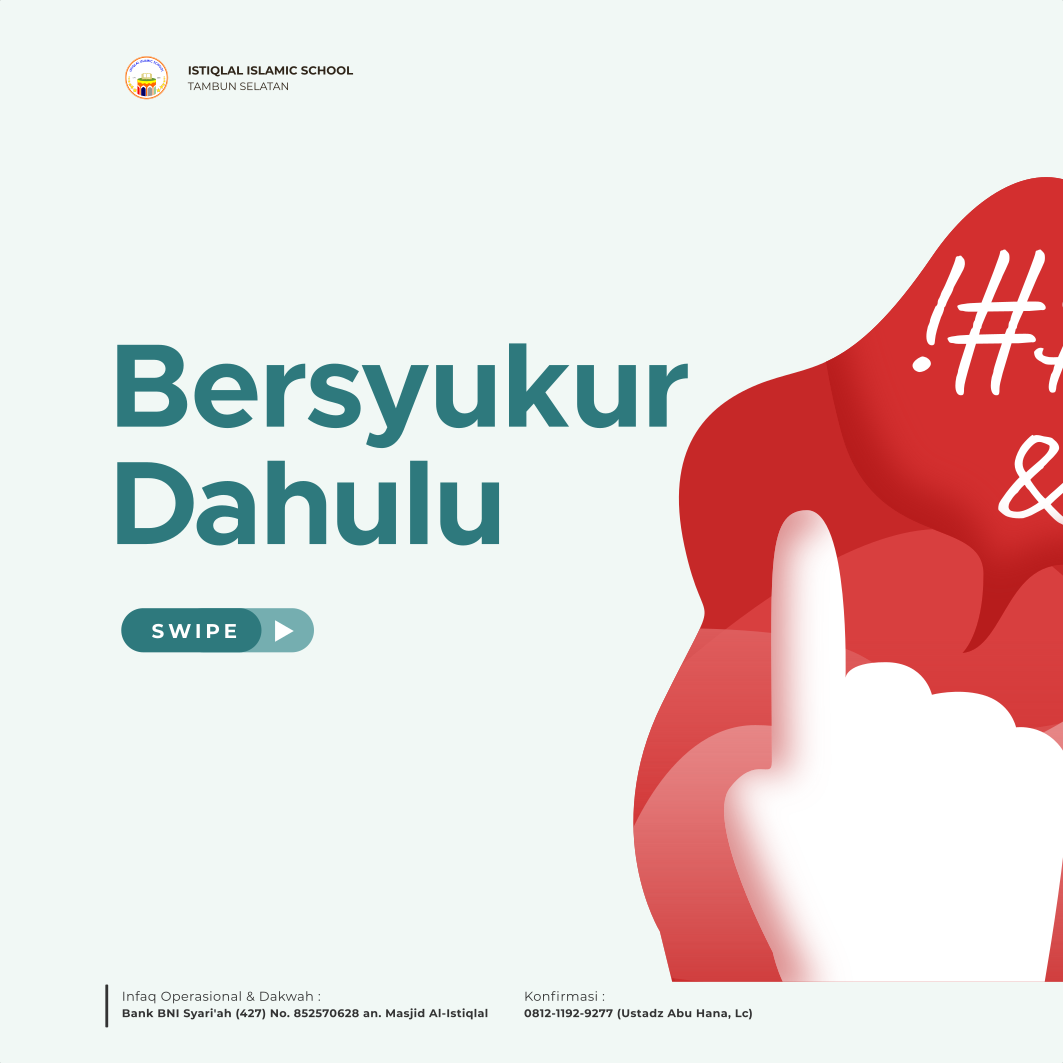 ISTIQLAL ISLAMIC SCHOOL
TAMBUN SELATAN
!#
&
Bersyukur
Dahulu
SWIPE
Infaq Operasional & Dakwah :
Bank BNI Syari'ah (427) No. 852570628 an. Masjid Al-Istiqlal
Konfirmasi :
0812-1192-9277 (Ustadz Abu Hana, Lc)